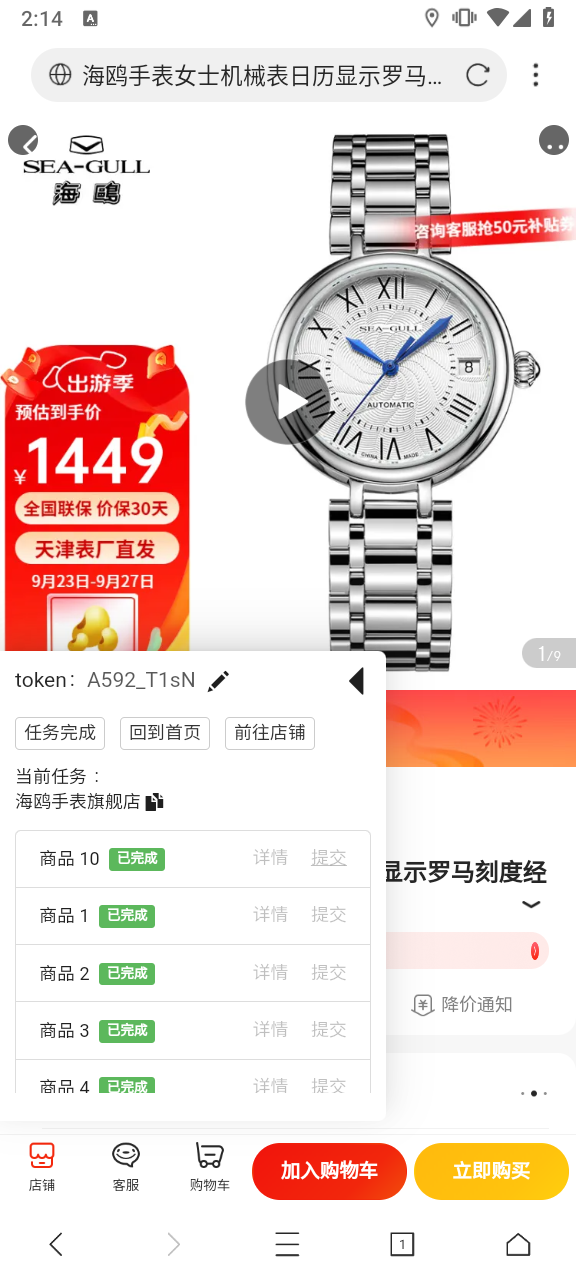 2:14
A
海鸥手表女士机械表日历显示罗马...
SEA-GULL
海鷗
咨询客服抢50元补贴券
XII
SEA-GULL
8
AUTOMATIC
CHINA MADE
出游季
预估到手价
¥1449
全国联保 价保30天
天津表厂直发
9月23日-9月27日
1/9
token： A592_T1sN
任务完成 回到首页 前往店铺
当前任务：
海鸥手表旗舰店
商品 10 已完成 详情 提交
显示罗马刻度经
商品 1 已完成 详情 提交
商品 2 已完成 详情 提交
降价通知
商品 3 已完成 详情 提交
商品 4 已完成 详情 提交
店铺 客服 购物车 加入购物车 立即购买
1